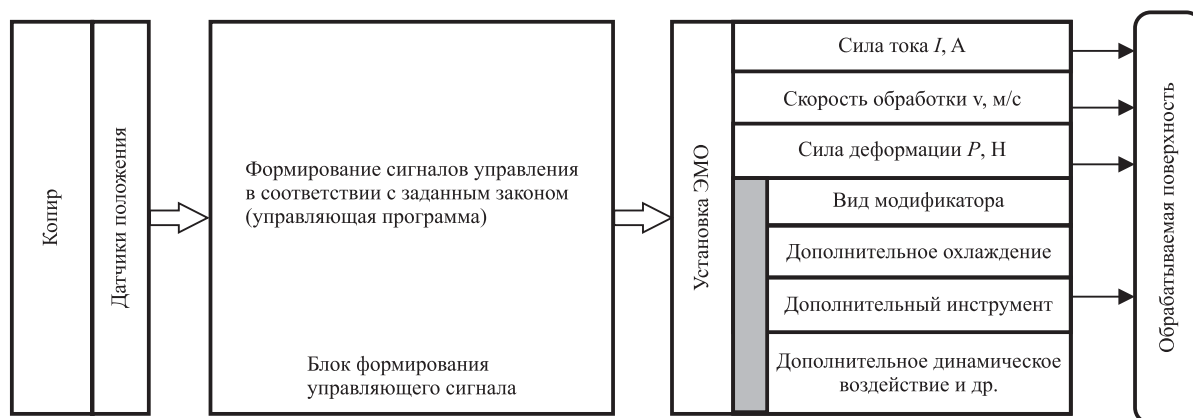 Копир
Датчики положения
Формирование сигналов управления
в соответствии с заданным законом
(управляющая программа)
Блок формирования
управляющего сигнала
Установка ЭМО
Сила тока I, А
Скорость обработки v, м/с
Сила деформации P, Н
Вид модификатора
Дополнительное охлаждение
Дополнительный инструмент
Дополнительное динамическое
воздействие и др.
Обрабатываемая поверхность